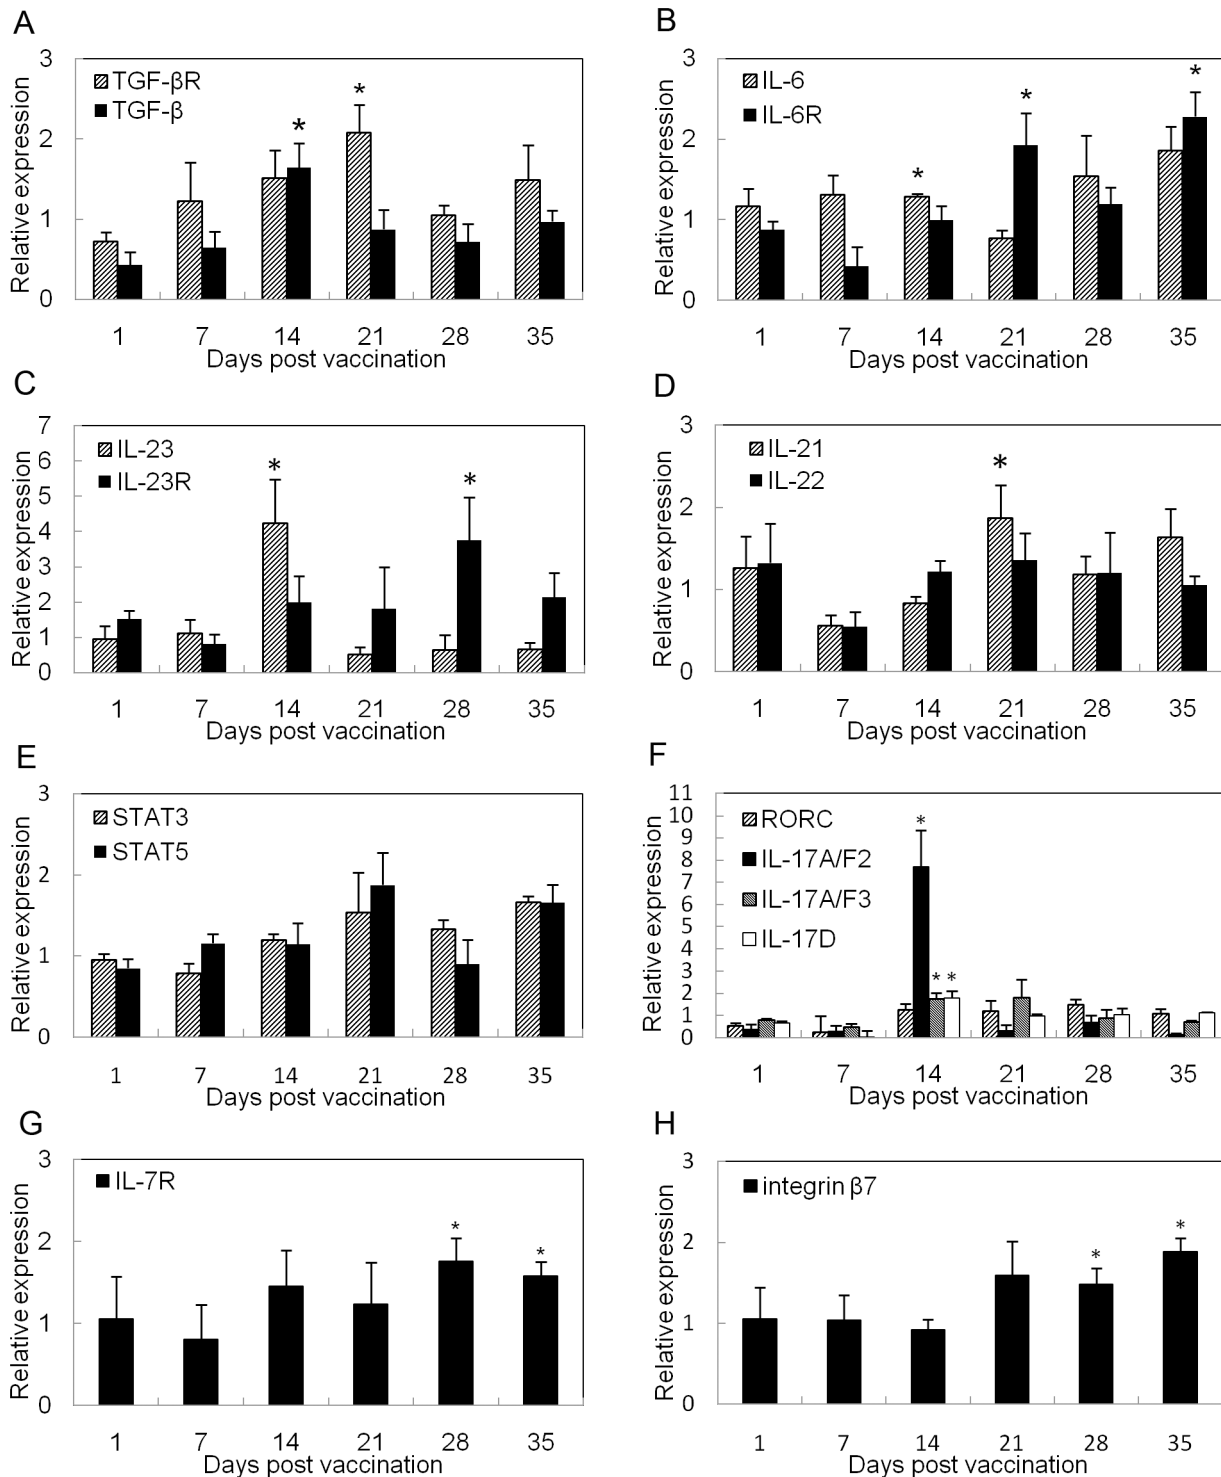 A
Relative expression
3
2
1
0
TGF-βR
TGF-β
*
*
1 7 14 21 28 35
Days post vaccination
B
Relative expression
3
2
1
0
IL-6
IL-6R
*
*
*
1 7 14 21 28 35
Days post vaccination
C
Relative expression
7
6
5
4
3
2
1
0
IL-23
IL-23R
*
*
1 7 14 21 28 35
Days post vaccination
D
Relative expression
3
2
1
0
IL-21
IL-22
*
1 7 14 21 28 35
Days post vaccination
E
Relative expression
3
2
1
0
STAT3
STAT5
1 7 14 21 28 35
Days post vaccination
F
Relative expression
11
10
9
8
7
6
5
4
3
2
1
0
RORC
IL-17A/F2
IL-17A/F3
IL-17D
*
* *
1 7 14 21 28 35
Days post vaccination
G
Relative expression
3
2
1
0
IL-7R
*
*
1 7 14 21 28 35
Days post vaccination
H
Relative expression
3
2
1
0
integrin β7
*
*
1 7 14 21 28 35
Days post vaccination